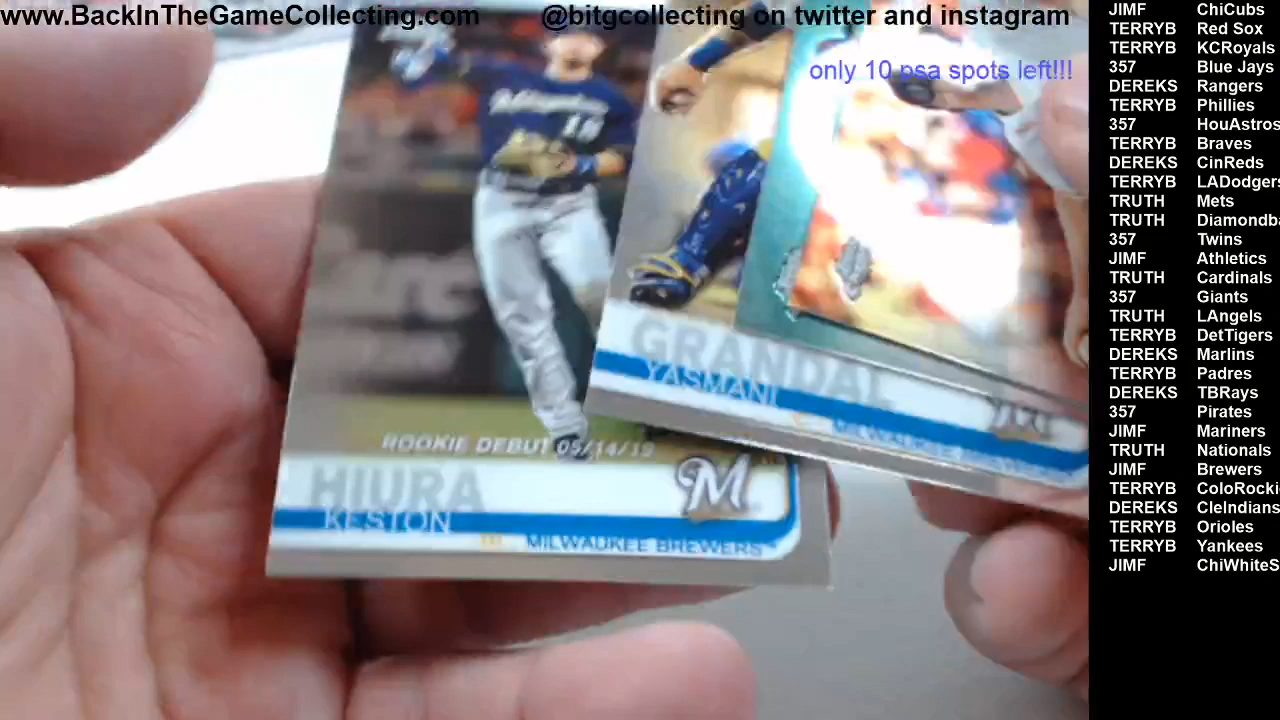 www.BackInTheGameCollecting.com @bitgcollecting on twitter and instagram
only 10 psa spots left!!!
ROOKIE DEBUT 05/14/19
HIURA
KESTON
MILWAUKEE BREWERS
M
GRANDAL
YASMANI
JIMF ChiCubs
TERRYB Red Sox
TERRYB KCRoyals
357 Blue Jays
DEREKS Rangers
TERRYB Phillies
357 HouAstros
TERRYB Braves
DEREKS CinReds
TERRYB LADodgers
TRUTH Mets
TRUTH Diamondba
357 Twins
JIMF Athletics
TRUTH Cardinals
357 Giants
TRUTH LAngels
TERRYB DetTigers
DEREKS Marlins
TERRYB Padres
DEREKS TBRays
357 Pirates
JIMF Mariners
TRUTH Nationals
JIMF Brewers
TERRYB ColoRocki
DEREKS CleIndians
TERRYB Orioles
TERRYB Yankees
JIMF ChiWhiteS